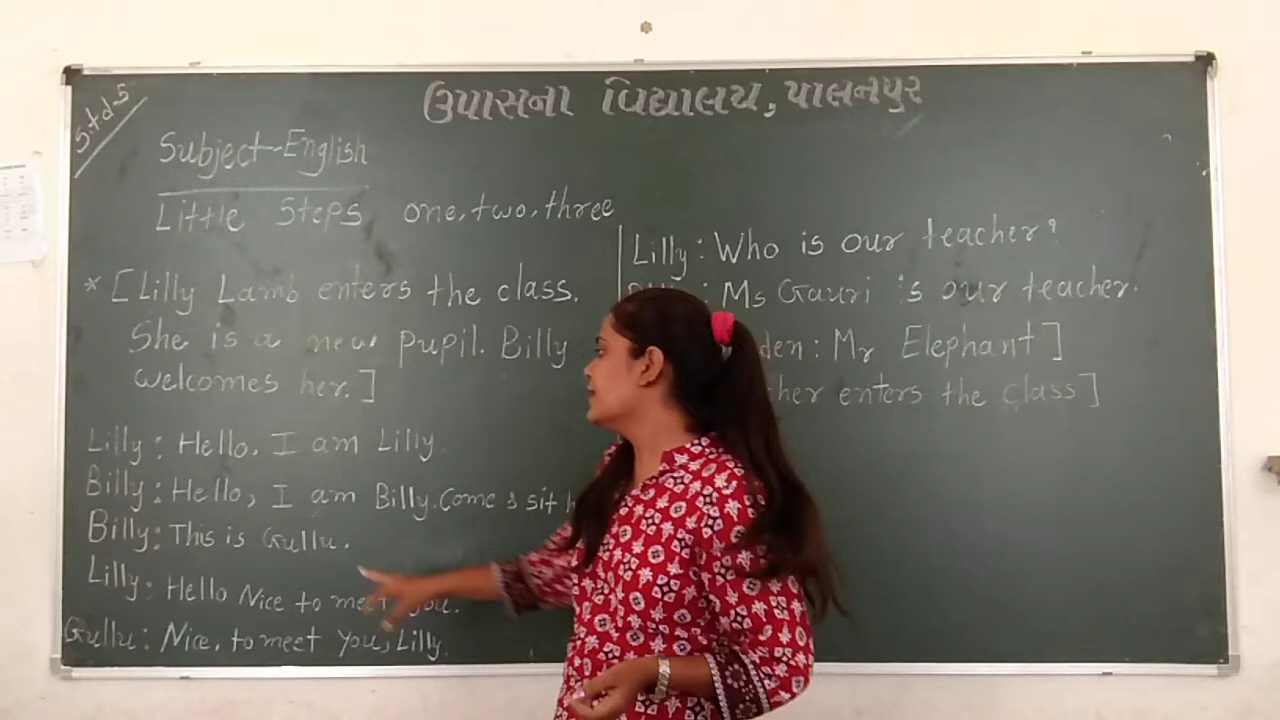 Std-5
ઉપાસના વિદ્યાલય, પાલનપુર
Subject-English
Little Steps one, two, three
* [Lilly Lamb enters the class.
She is a new pupil. Billy
welcomes her.]
Lilly: Hello, I am Lilly.
Billy: Hello, I am Billy. Come & sit
Billy: This is Gullu.
Lilly: Hello Nice to meet you.
Gullu: Nice, to meet you, Lilly.
Lilly: Who is our teacher?
: Ms Gauri is our teacher.
: Mr Elephant]
enters the class]